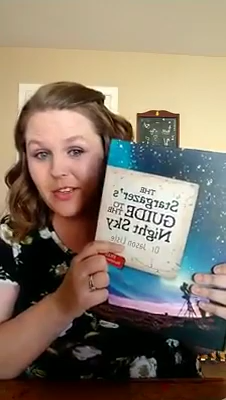 THE
Stargazer's
GUIDE TO
THE
Night Sky
Dr. Jason Lisle